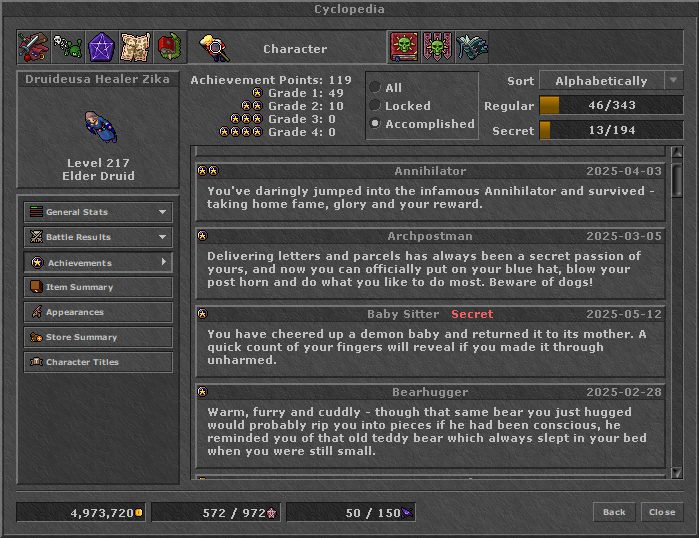 Cyclopedia
Character
Druideusa Healer Zika
Level 217
Elder Druid
General Stats
Battle Results
Achievements
Item Summary
Appearances
Store Summary
Character Titles
Achievement Points: 119
Grade 1: 49
Grade 2: 10
Grade 3: 0
Grade 4: 0
All
Locked
Accomplished
Sort Alphabetically
Regular 46/343
Secret 13/194
Annihilator 2025-04-03
You've daringly jumped into the infamous Annihilator and survived -
taking home fame, glory and your reward.
Archpostman 2025-03-05
Delivering letters and parcels has always been a secret passion of
yours, and now you can officially put on your blue hat, blow your
post horn and do what you like to do most. Beware of dogs!
Baby Sitter Secret 2025-05-12
You have cheered up a demon baby and returned it to its mother. A
quick count of your fingers will reveal if you made it through
unharmed.
Bearhugger 2025-02-28
Warm, furry and cuddly - though that same bear you just hugged
would probably rip you into pieces if he had been conscious, he
reminded you of that old teddy bear which always slept in your bed
when you were still small.
4,973,720
572 / 972
50 / 150
Back
Close